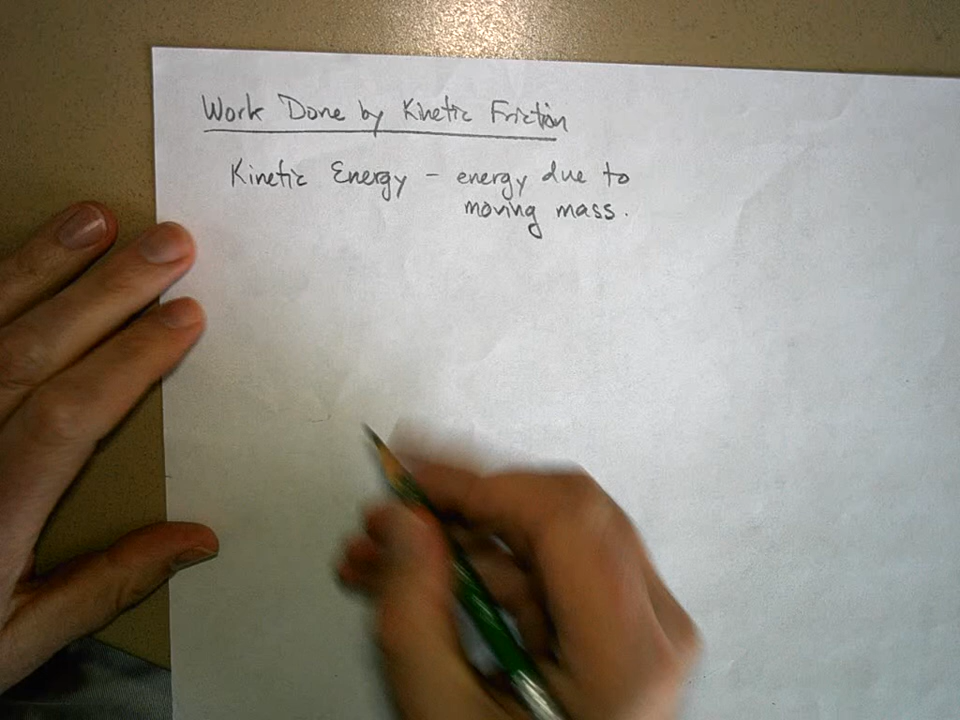 Work Done by Kinetic Friction
Kinetic Energy - energy due to
moving mass.